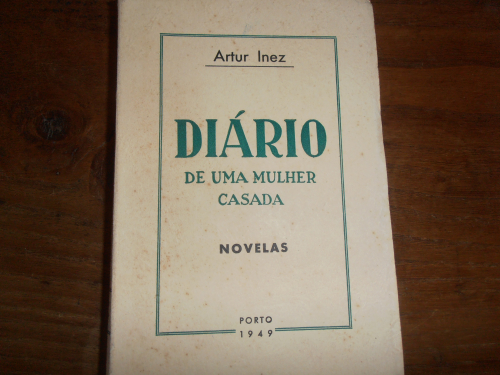 Artur Inez
DIÁRIO
DE UMA MULHER
CASADA
NOVELAS
PORTO
1949